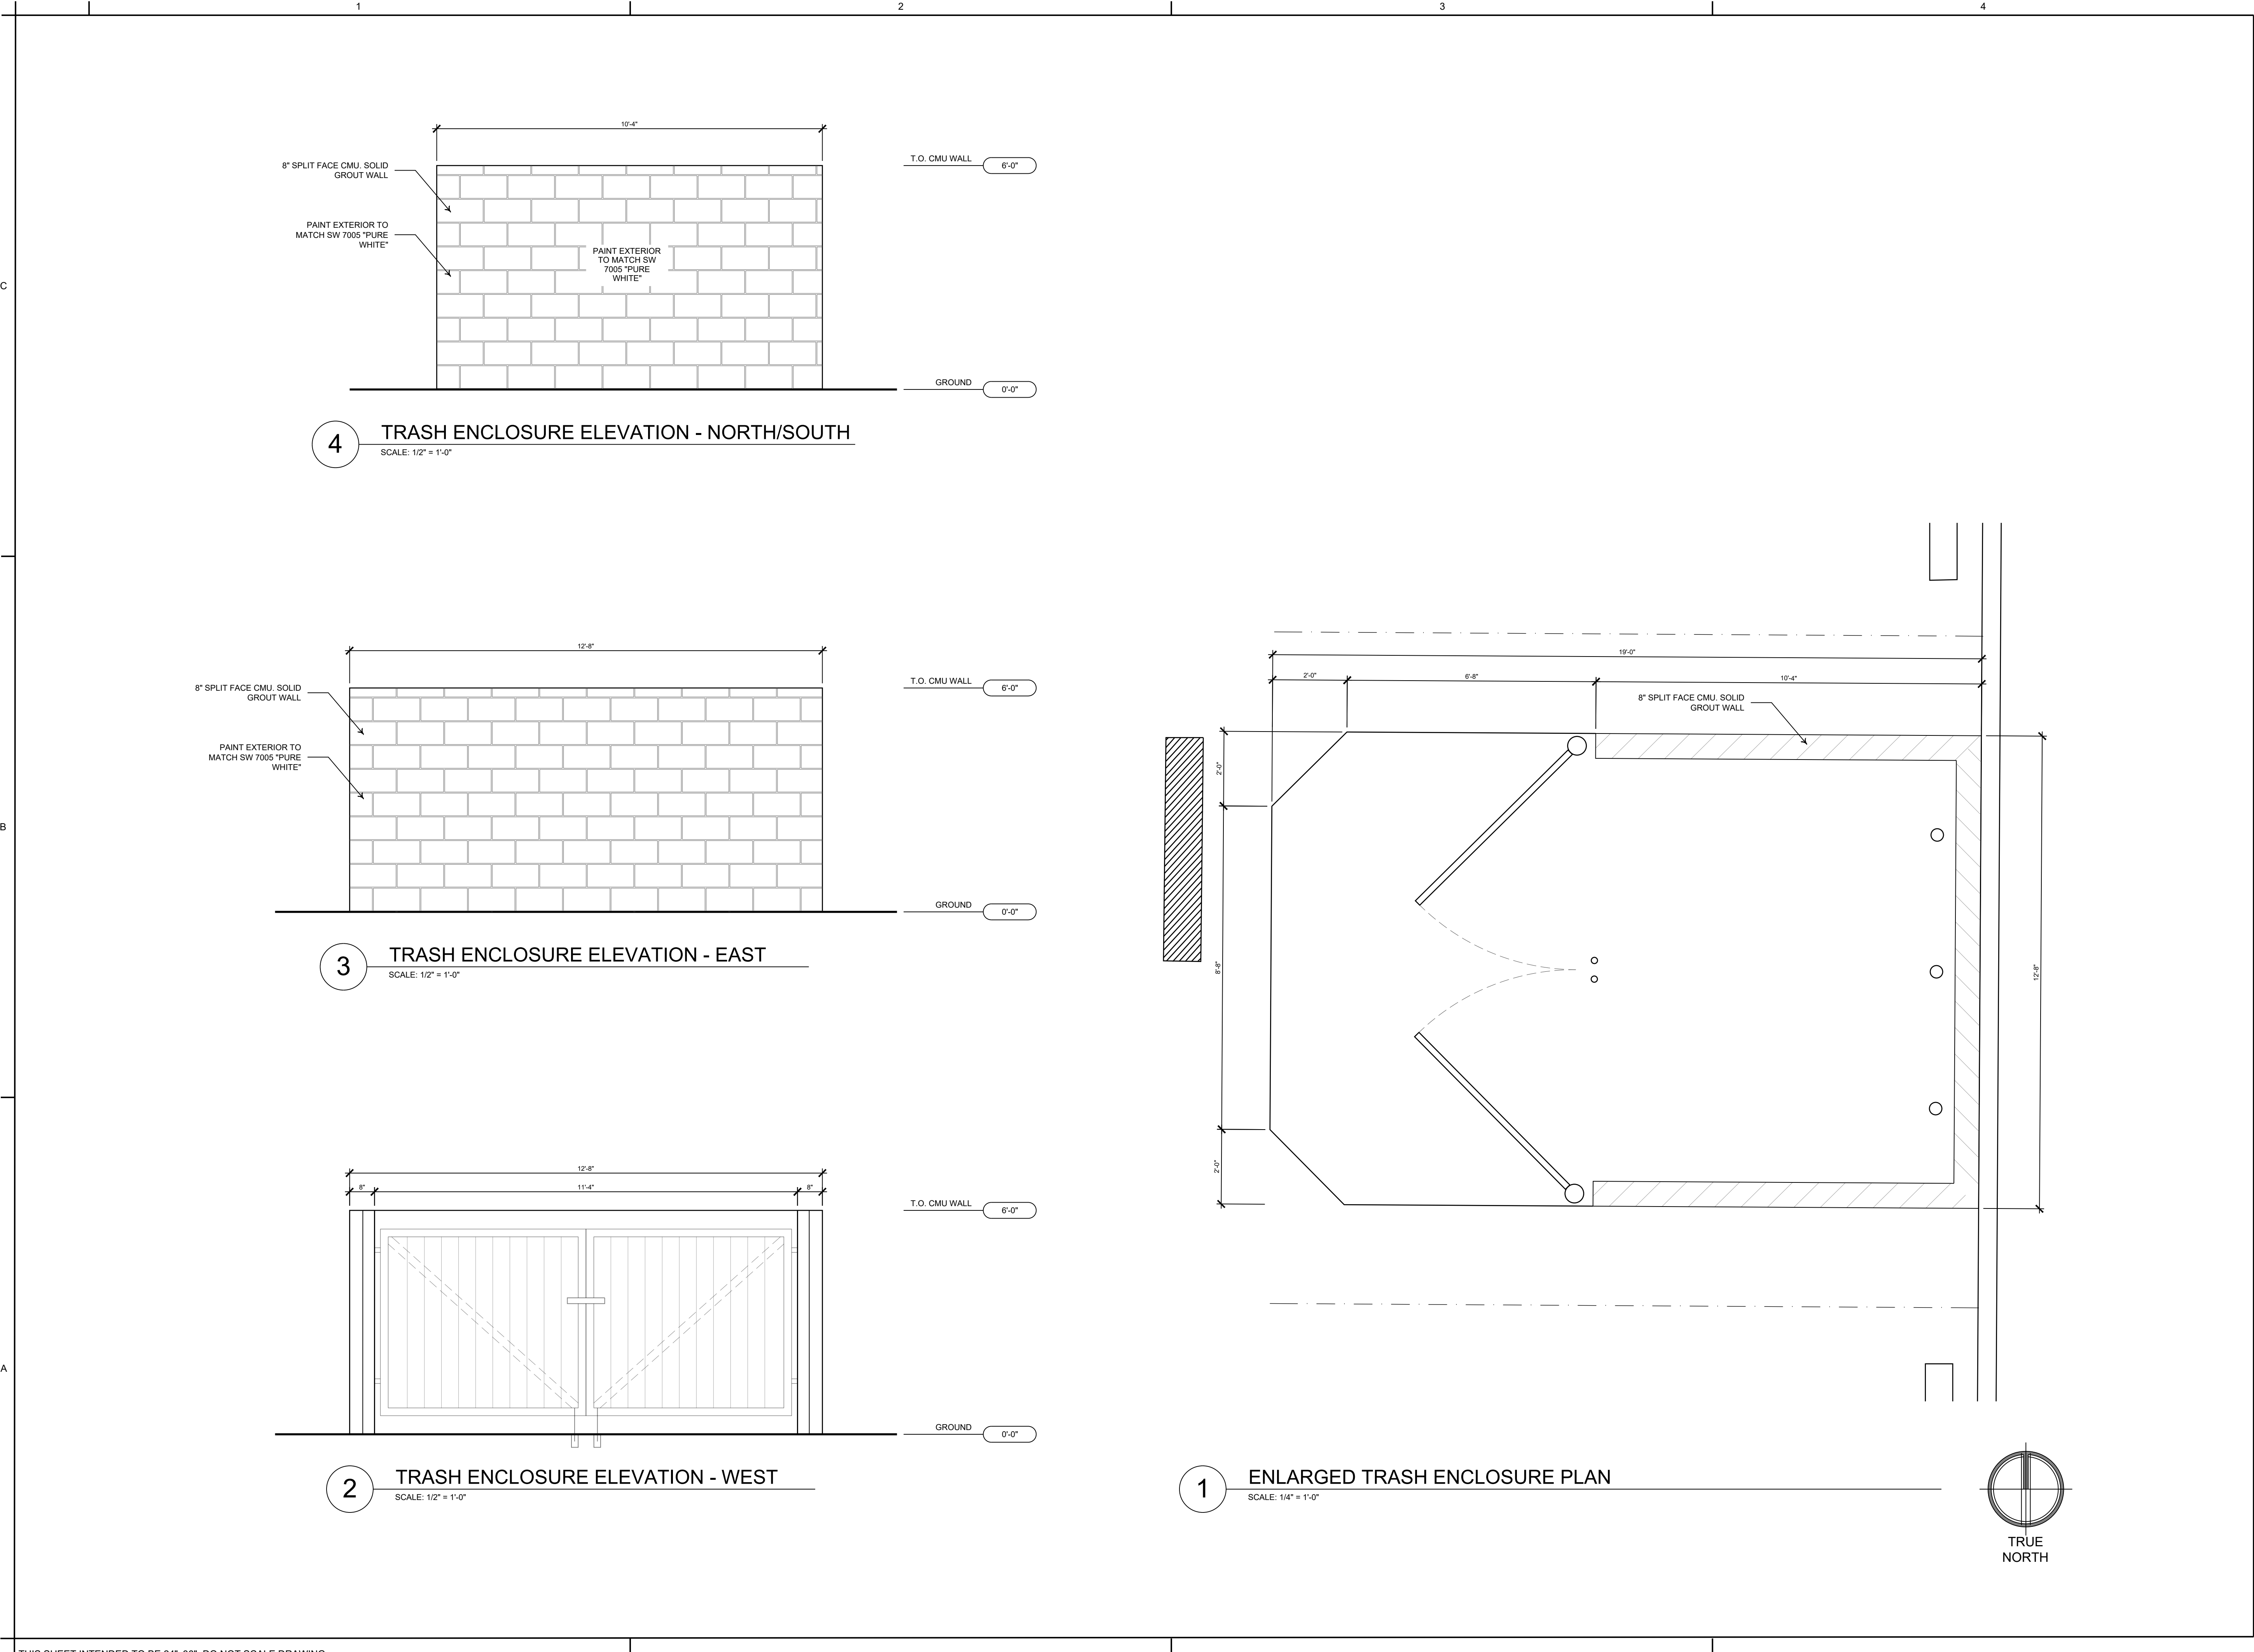 1
2
3
4
C
B
A
10'-4"
8" SPLIT FACE CMU. SOLID
GROUT WALL
PAINT EXTERIOR TO
MATCH SW 7005 "PURE
WHITE"
PAINT EXTERIOR
TO MATCH SW
7005 "PURE
WHITE"
T.O. CMU WALL
6'-0"
GROUND
0'-0"
4
TRASH ENCLOSURE ELEVATION - NORTH/SOUTH
SCALE: 1/2" = 1'-0"
12'-8"
8" SPLIT FACE CMU. SOLID
GROUT WALL
PAINT EXTERIOR TO
MATCH SW 7005 "PURE
WHITE"
T.O. CMU WALL
6'-0"
GROUND
0'-0"
3
TRASH ENCLOSURE ELEVATION - EAST
SCALE: 1/2" = 1'-0"
12'-8"
8"
11'-4"
8"
T.O. CMU WALL
6'-0"
GROUND
0'-0"
2
TRASH ENCLOSURE ELEVATION - WEST
SCALE: 1/2" = 1'-0"
19'-0"
2'-0"
6'-8"
10'-4"
8" SPLIT FACE CMU. SOLID
GROUT WALL
2'-0"
8'-8"
2'-0"
12'-8"
1
ENLARGED TRASH ENCLOSURE PLAN
SCALE: 1/4" = 1'-0"
TRUE
NORTH